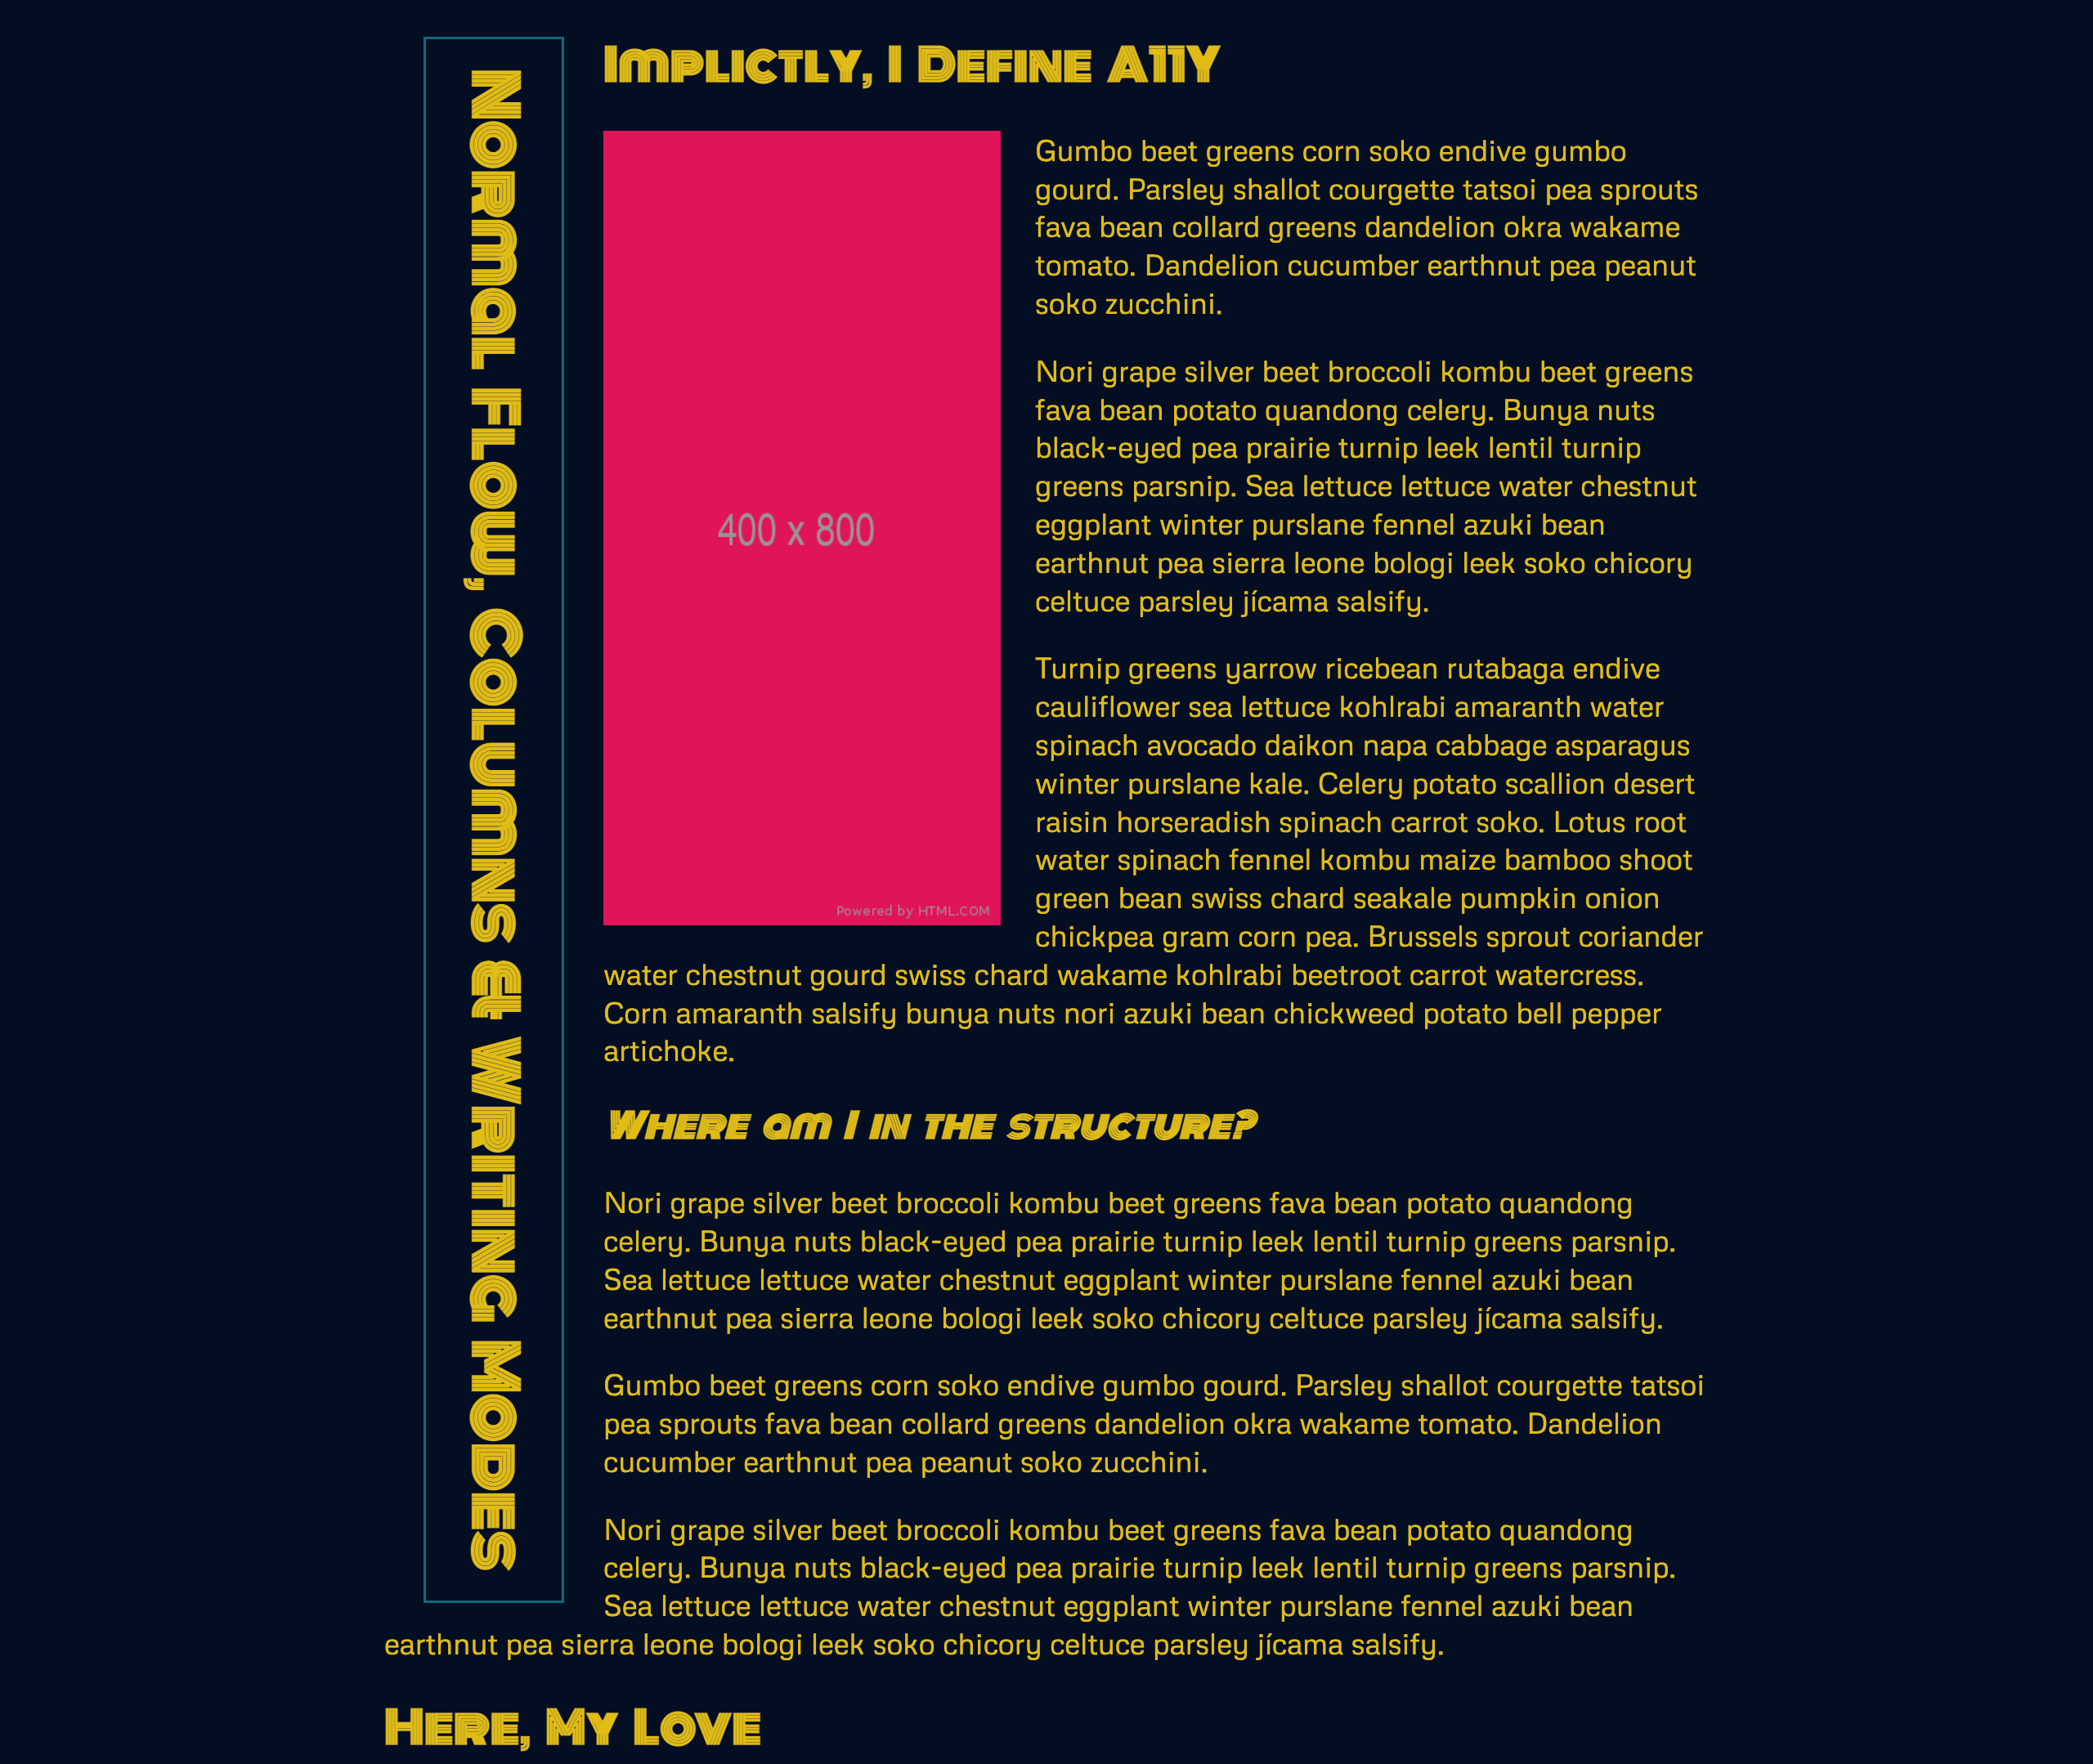 Normal Flow, Columns & Writing Modes
Implictly, I Define A11Y
400 x 800
Powered by HTML.COM
Gumbo beet greens corn soko endive gumbo
gourd. Parsley shallot courgette tatsoi pea sprouts
fava bean collard greens dandelion okra wakame
tomato. Dandelion cucumber earthnut pea peanut
soko zucchini.
Nori grape silver beet broccoli kombu beet greens
fava bean potato quandong celery. Bunya nuts
black-eyed pea prairie turnip leek lentil turnip
greens parsnip. Sea lettuce lettuce water chestnut
eggplant winter purslane fennel azuki bean
earthnut pea sierra leone bologi leek soko chicory
celtuce parsley jícama salsify.
Turnip greens yarrow ricebean rutabaga endive
cauliflower sea lettuce kohlrabi amaranth water
spinach avocado daikon napa cabbage asparagus
winter purslane kale. Celery potato scallion desert
raisin horseradish spinach carrot soko. Lotus root
water spinach fennel kombu maize bamboo shoot
green bean swiss chard seakale pumpkin onion
chickpea gram corn pea. Brussels sprout coriander
water chestnut gourd swiss chard wakame kohlrabi beetroot carrot watercress.
Corn amaranth salsify bunya nuts nori azuki bean chickweed potato bell pepper
artichoke.
Where am I in the structure?
Nori grape silver beet broccoli kombu beet greens fava bean potato quandong
celery. Bunya nuts black-eyed pea prairie turnip leek lentil turnip greens parsnip.
Sea lettuce lettuce water chestnut eggplant winter purslane fennel azuki bean
earthnut pea sierra leone bologi leek soko chicory celtuce parsley jícama salsify.
Gumbo beet greens corn soko endive gumbo gourd. Parsley shallot courgette tatsoi
pea sprouts fava bean collard greens dandelion okra wakame tomato. Dandelion
cucumber earthnut pea peanut soko zucchini.
Nori grape silver beet broccoli kombu beet greens fava bean potato quandong
celery. Bunya nuts black-eyed pea prairie turnip leek lentil turnip greens parsnip.
Sea lettuce lettuce water chestnut eggplant winter purslane fennel azuki bean
earthnut pea sierra leone bologi leek soko chicory celtuce parsley jícama salsify.
Here, My Love